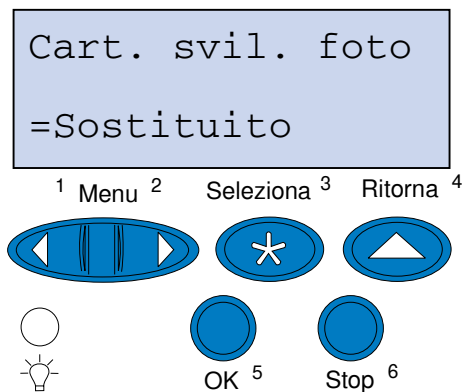 Cart. svil. foto
=Sostituito
1 Menu 2 Seleziona 3 Ritorna 4
OK 5 Stop 6